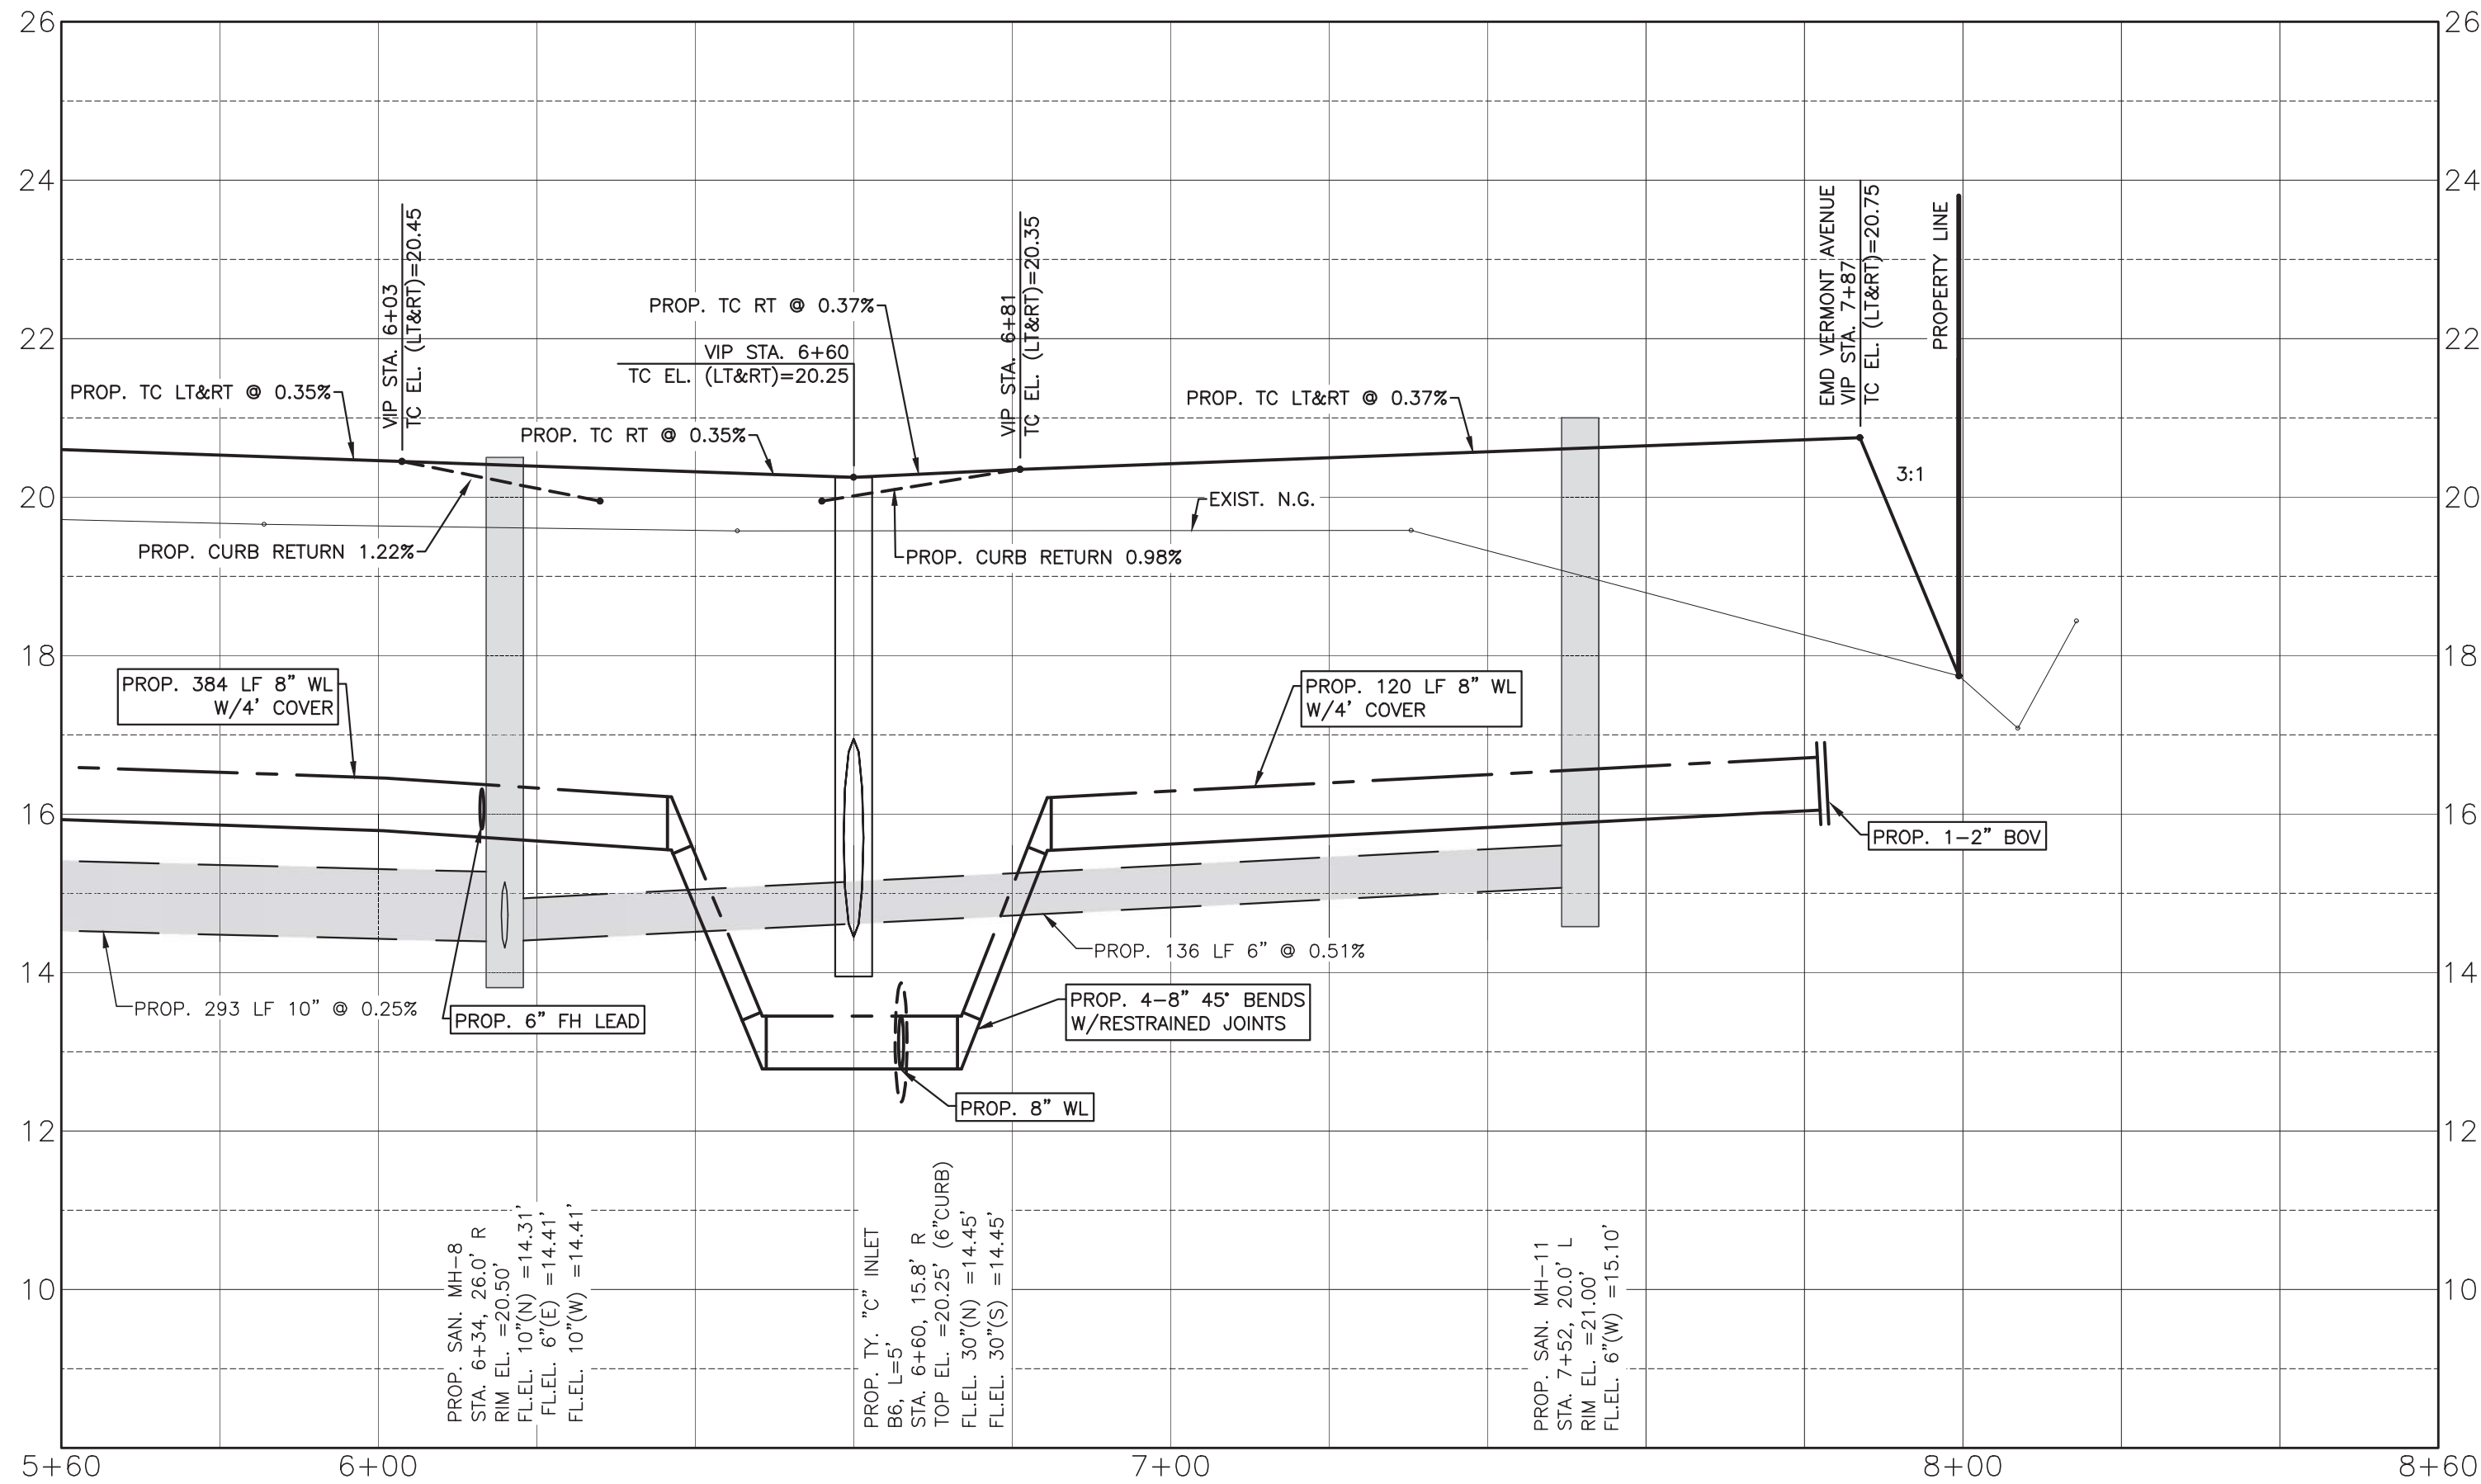 26
24
22
20
18
16
14
12
10
26
24
22
20
18
16
14
12
10
5+60
6+00
7+00
8+00
8+60
VIP STA. 6+03
TC EL. (LT&RT)=20.45
PROP. TC RT @ 0.37%
VIP STA. 6+60
TC EL. (LT&RT)=20.25
VIP STA. 6+81
TC EL. (LT&RT)=20.35
EMD VERMONT AVENUE
VIP STA. 7+87
TC EL. (LT&RT)=20.75
PROPERTY LINE
PROP. TC LT&RT @ 0.35%
PROP. TC RT @ 0.35%
PROP. TC LT&RT @ 0.37%
3:1
EXIST. N.G.
PROP. CURB RETURN 1.22%
PROP. CURB RETURN 0.98%
PROP. 384 LF 8" WL
W/4' COVER
PROP. 120 LF 8" WL
W/4' COVER
PROP. 1-2" BOV
PROP. 136 LF 6" @ 0.51%
PROP. 293 LF 10" @ 0.25%
PROP. 6" FH LEAD
PROP. 4-8" 45° BENDS
W/RESTRAINED JOINTS
PROP. 8" WL
PROP. SAN. MH-8
STA. 6+34, 26.0' R
RIM EL. =20.50'
FL.EL. 10"(N) =14.31'
FL.EL. 6"(E) =14.41'
FL.EL. 10"(W) =14.41'
PROP. TY. "C" INLET
B6, L=5'
STA. 6+60, 15.8' R
TOP EL. =20.25' (6"CURB)
FL.EL. 30"(N) =14.45'
FL.EL. 30"(S) =14.45'
PROP. SAN. MH-11
STA. 7+52, 20.0' L
RIM EL. =21.00'
FL.EL. 6"(W) =15.10'